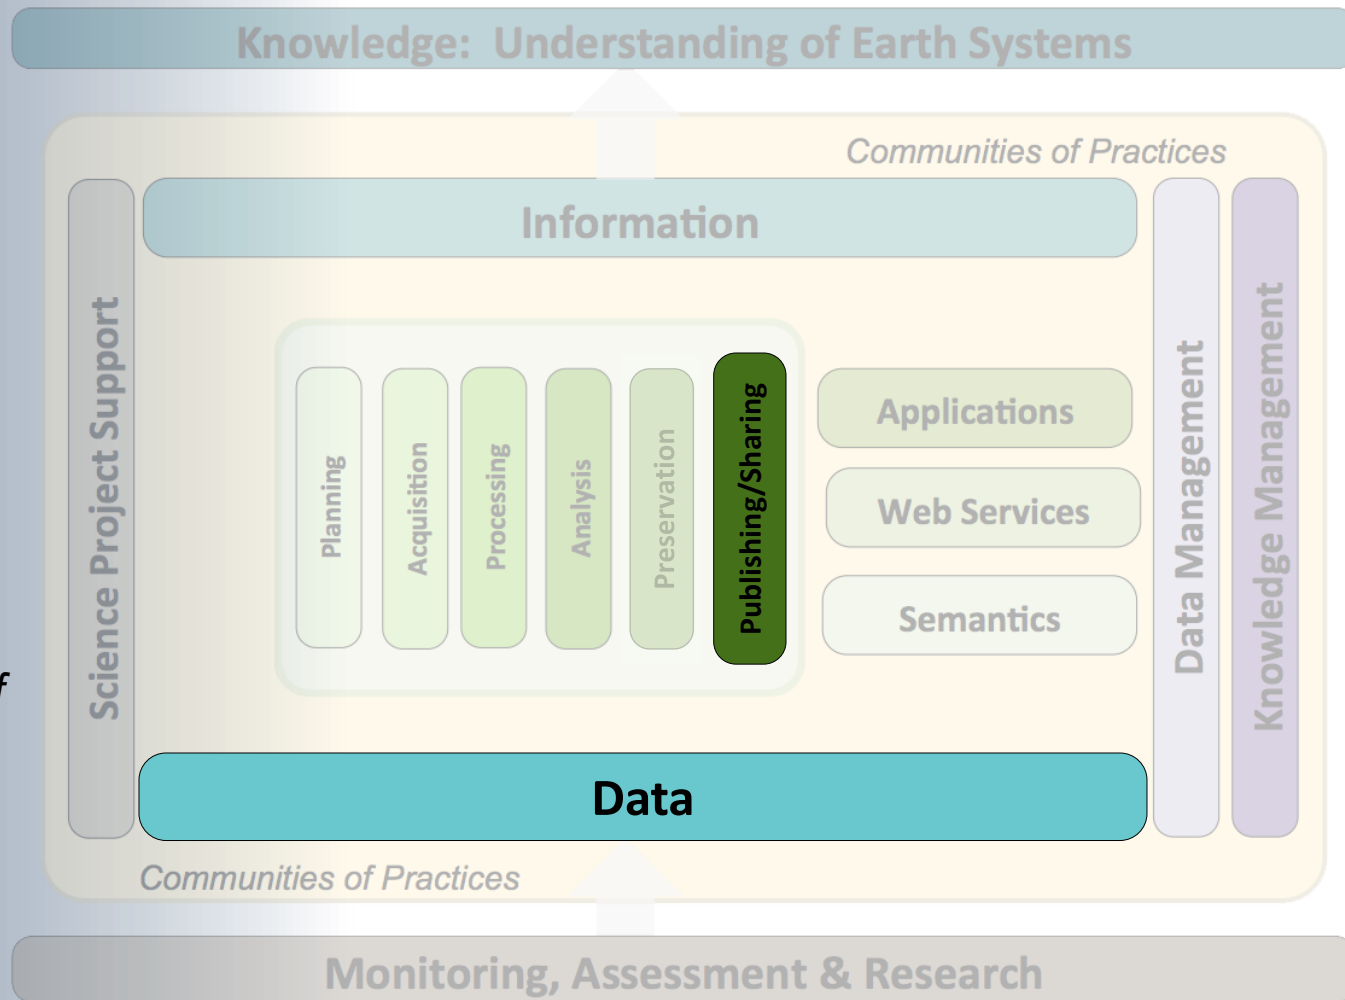 Knowledge:  Understanding of Earth Systems
Communities of Practices
Information
Science Project Support
Planning
Acquisition
Processing
Analysis
Preservation
Publishing/Sharing
Applications
Web Services
Semantics
Data Management
Knowledge Management
Data
Communities of Practices
Monitoring, Assessment & Research